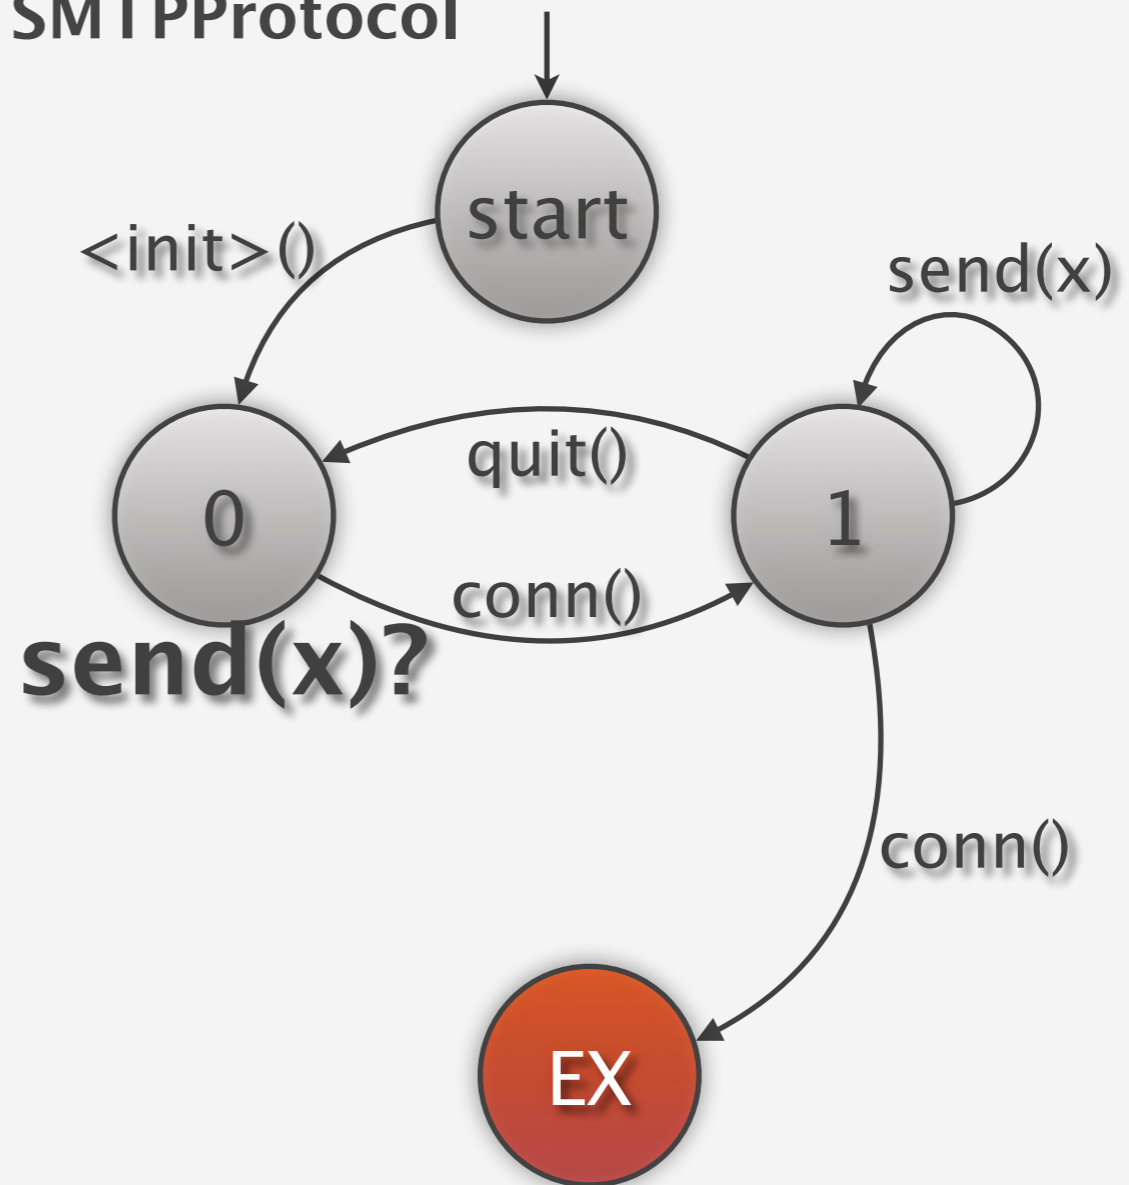 SMTPProtocol
start
<init>()
send(x)
quit()
0
1
conn()
send(x)?
conn()
EX